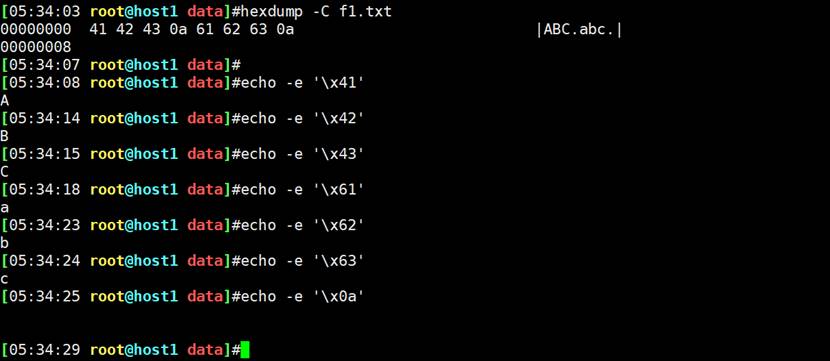 [05:34:03 root@host1 data]#hexdump -C f1.txt
00000000  41 42 43 0a 61 62 63 0a                           |ABC.abc.|
00000008
[05:34:07 root@host1 data]#
[05:34:08 root@host1 data]#echo -e '\x41'
A
[05:34:14 root@host1 data]#echo -e '\x42'
B
[05:34:15 root@host1 data]#echo -e '\x43'
C
[05:34:18 root@host1 data]#echo -e '\x61'
a
[05:34:23 root@host1 data]#echo -e '\x62'
b
[05:34:24 root@host1 data]#echo -e '\x63'
c
[05:34:25 root@host1 data]#echo -e '\x0a'
[05:34:29 root@host1 data]#